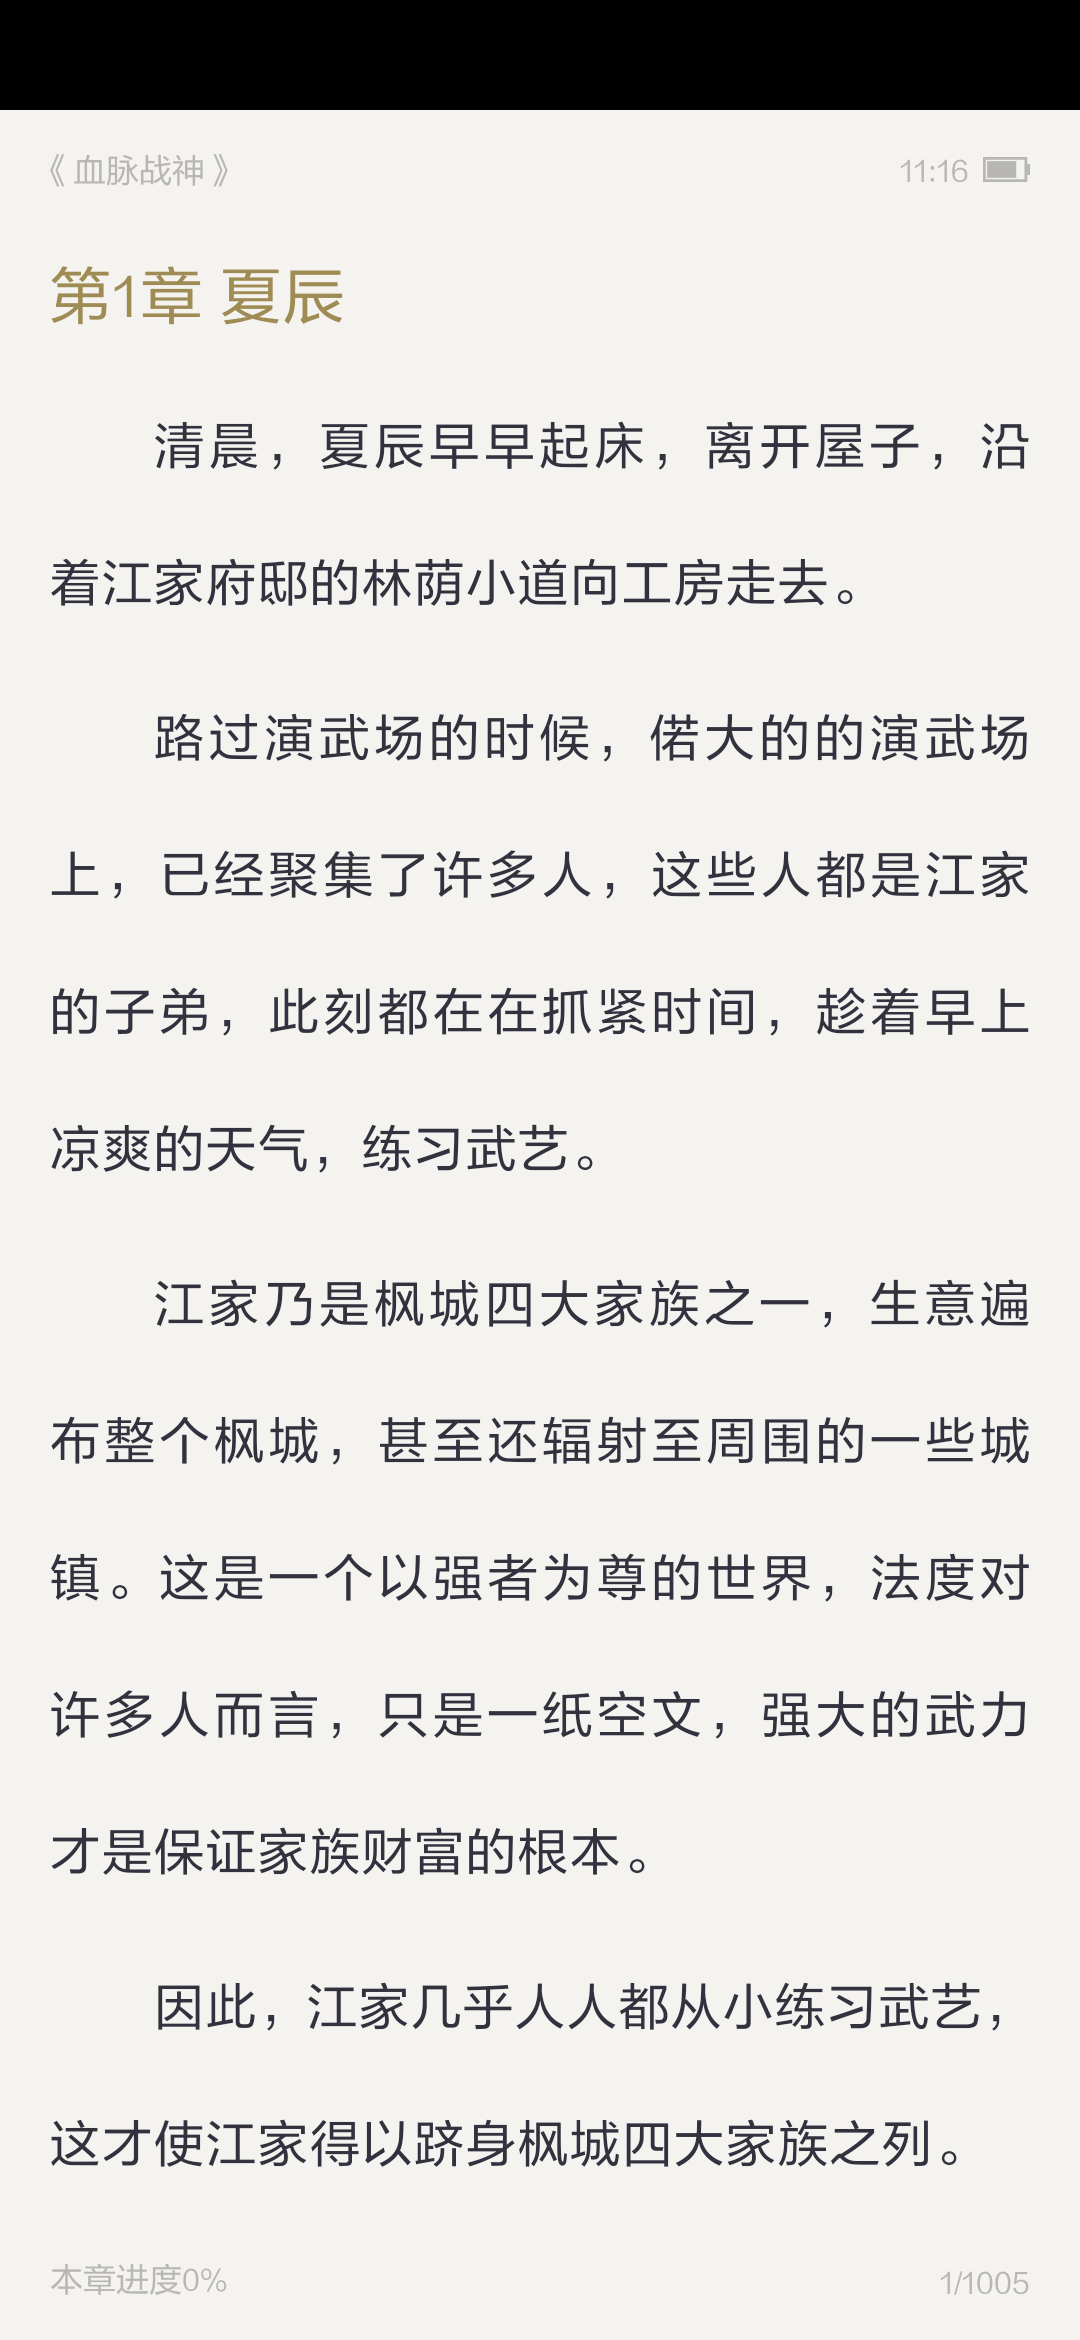 《 血脉战神 》
11:16
第1章 夏辰
清晨，夏辰早早起床，离开屋子，沿
着江家府邸的林荫小道向工房走去。
路过演武场的时候，偌大的的演武场
上，已经聚集了许多人，这些人都是江家
的子弟，此刻都在在抓紧时间，趁着早上
凉爽的天气，练习武艺。
江家乃是枫城四大家族之一，生意遍
布整个枫城，甚至还辐射至周围的一些城
镇。这是一个以强者为尊的世界，法度对
许多人而言，只是一纸空文，强大的武力
才是保证家族财富的根本。
因此，江家几乎人人都从小练习武艺，
这才使江家得以跻身枫城四大家族之列。
本章进度0%
1/1005